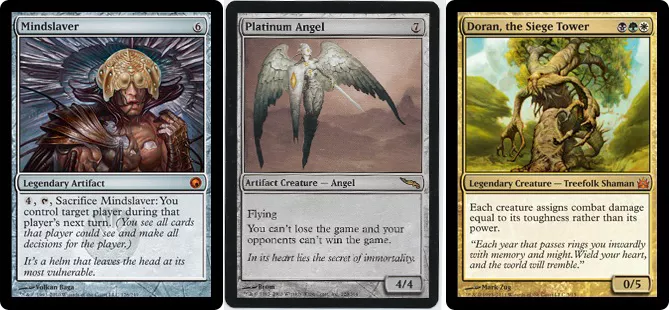 Mindslaver 6
Legendary Artifact
4, , Sacrifice Mindslaver: You
control target player during that
player's next turn. (You see all cards
that player could see and make all
decisions for the player.)
It's a helm that leaves the head at its
most vulnerable.
Volkan Baga
Platinum Angel 7
Artifact Creature — Angel
Flying
You can't lose the game and your
opponents can't win the game.
In its heart lies the secret of immortality.
Brom
4/4
Doran, the Siege Tower
Legendary Creature — Treefolk Shaman
Each creature assigns combat damage
equal to its toughness rather than its
power.
"Each year that passes rings you inwardly
with memory and might. Wield your heart,
and the world will tremble."
Mark Zug
0/5